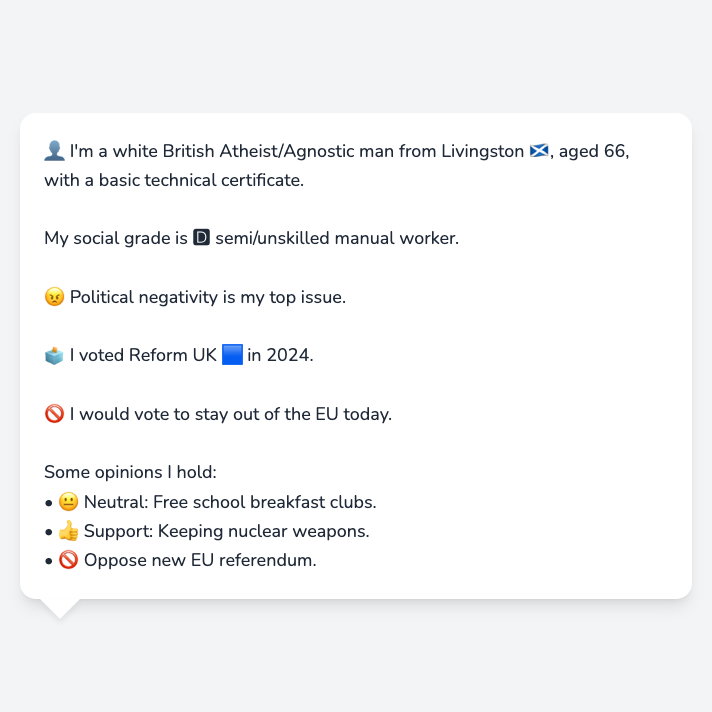 👤 I'm a white British Atheist/Agnostic man from Livingston 🏴󠁧󠁢󠁳󠁣󠁴󠁿, aged 66,
with a basic technical certificate.
My social grade is 🅳 semi/unskilled manual worker.
😠 Political negativity is my top issue.
🗳️ I voted Reform UK 🟦 in 2024.
🚫 I would vote to stay out of the EU today.
Some opinions I hold:
• 😐 Neutral: Free school breakfast clubs.
• 👍 Support: Keeping nuclear weapons.
• 🚫 Oppose new EU referendum.